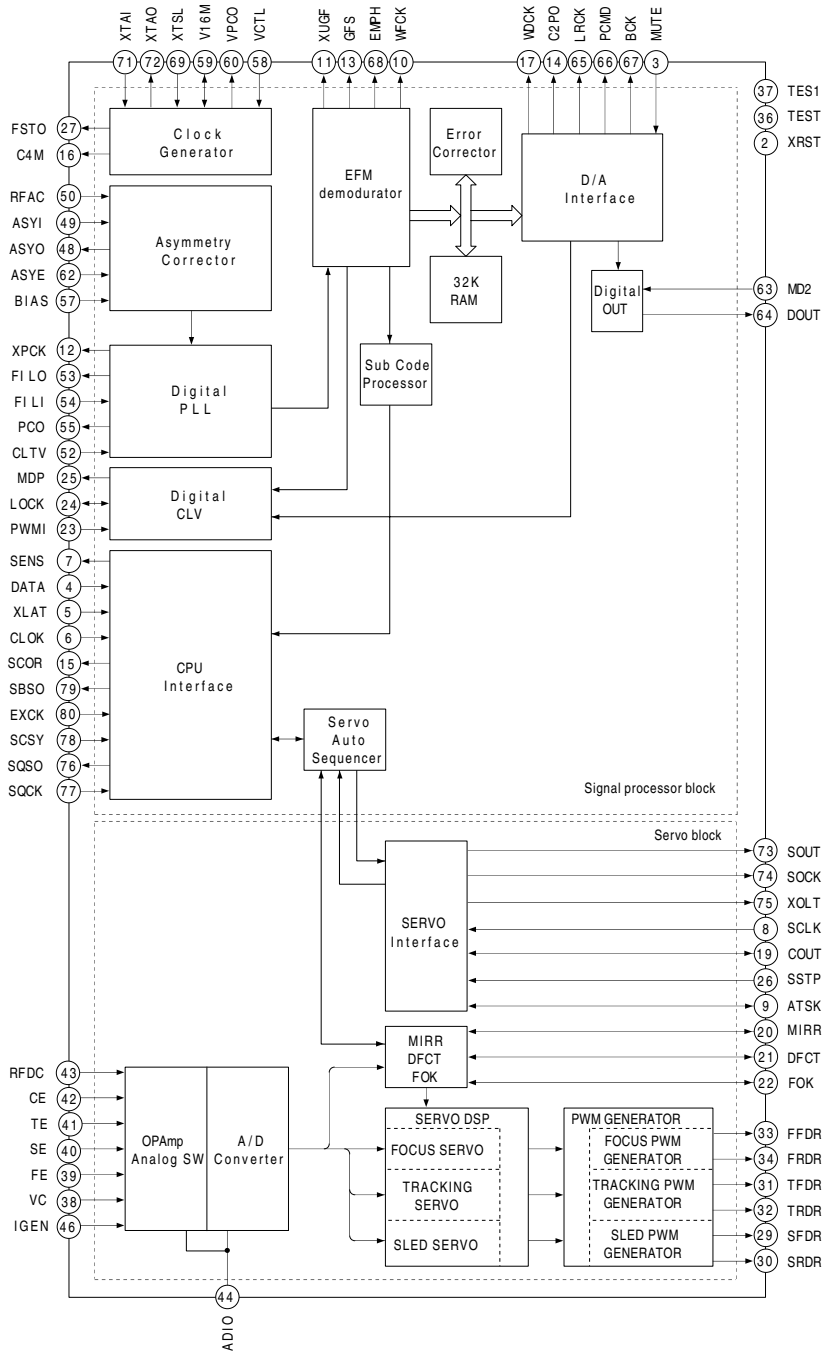 XTAI
XTAO
XTSL
V16M
VPCO
VCTL
XUGF
GFS
EMPH
WFCK
WDCK
C2PO
LRCK
PCMD
BCK
MUTE
71
72
69
59
60
58
11
13
68
10
17
14
65
66
67
3
37 TES1
36 TEST
2 XRST
FSTO 27
C4M 16
Clock
Generator
EFM
demodurator
Error
Corrector
D/A
Interface
RFAC 50
ASYI 49
ASYO 48
ASYE 62
BIAS 57
Asymmetry
Corrector
32K
RAM
Digital
OUT
63 MD2
64 DOUT
XPCK 12
FILO 53
FILI 54
PCO 55
CLTV 52
Digital
PLL
Sub Code
Processor
MDP 25
LOCK 24
PWMI 23
Digital
CLV
SENS 7
DATA 4
XLAT 5
CLOK 6
SCOR 15
SBSO 79
EXCK 80
SCSY 78
SQSO 76
SQCK 77
CPU
Interface
Servo
Auto
Sequencer
Signal processor block
Servo block
SERVO
Interface
73 SOUT
74 SOCK
75 XOLT
8 SCLK
19 COUT
26 SSTP
9 ATSK
20 MIRR
21 DFCT
22 FOK
MIRR
DFCT
FOK
RFDC 43
CE 42
TE 41
SE 40
FE 39
VC 38
IGEN 46
OPAmp
Analog SW
A/D
Converter
SERVO DSP
FOCUS SERVO
TRACKING
SERVO
SLED SERVO
PWM GENERATOR
FOCUS PWM
GENERATOR
TRACKING PWM
GENERATOR
SLED PWM
GENERATOR
33 FFDR
34 FRDR
31 TFDR
32 TRDR
29 SFDR
30 SRDR
44
ADIO